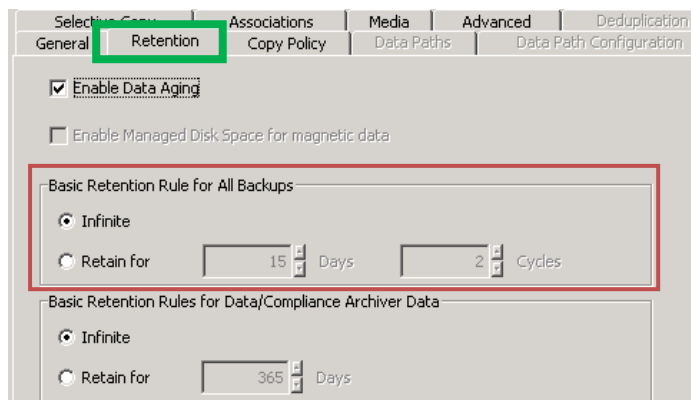 Selective Copy Associations Media Advanced Deduplication
General Retention Copy Policy Data Paths Data Path Configuration
Enable Data Aging
Enable Managed Disk Space for magnetic data
Basic Retention Rule for All Backups
Infinite
Retain for 15 Days 2 Cycles
Basic Retention Rules for Data/Compliance Archiver Data
Infinite
Retain for 365 Days